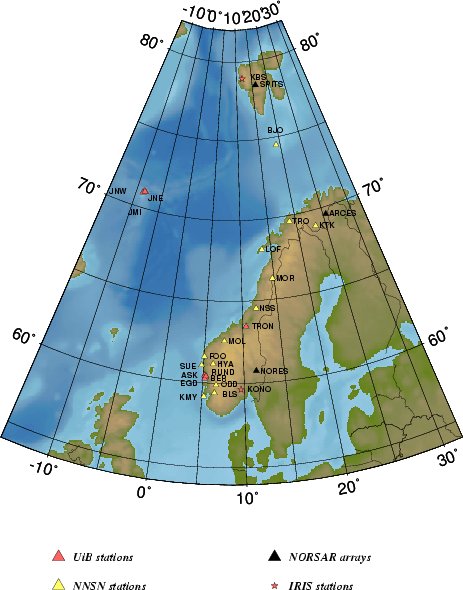 -10° 0° 10° 20° 30°
80° 80°
KBS
SPITS
BJO
70° 70°
JNW
JNE
JMI
ARCES
TRO
KTK
LOF
MOR
NSS
TRON
60° 60°
MOL
FOO
SUE HYA
ASK RUND
BER
NORES
EGD ODD
KONO
KMY BLS
-10° 0° 10° 20° 30°
UiB stations NORSAR arrays
NNSN stations IRIS stations